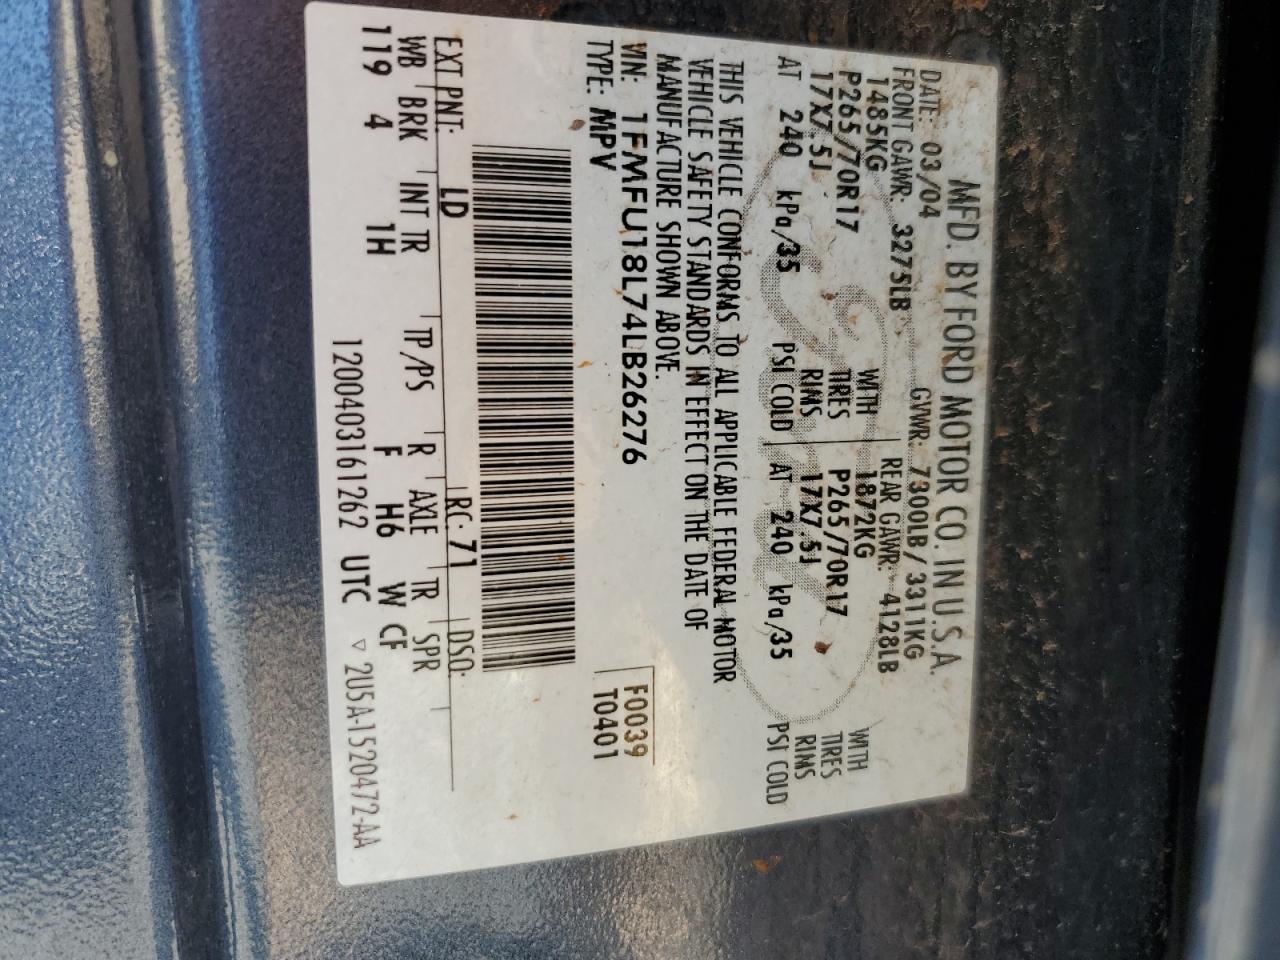 MFD. BY FORD MOTOR CO. IN U.S.A.
DATE: 03/04 GVWR: 7300LB / 3311KG
FRONT GAWR: 3275LB REAR GAWR: 4128LB
1485KG WITH 1872KG WITH
P265/70R17 TIRES P265/70R17 TIRES
17X7.5J RIMS 17X7.5J RIMS
AT 240 kPa/35 PSI COLD AT 240 kPa/35 PSI COLD
THIS VEHICLE CONFORMS TO ALL APPLICABLE FEDERAL MOTOR
VEHICLE SAFETY STANDARDS IN EFFECT ON THE DATE OF
MANUFACTURE SHOWN ABOVE.
VIN: 1FMFU18L74LB26276
TYPE: MPV
F0039
T0401
EXT PNT: LD RC: 71 DSO:
WB BRK INT TR TP/PS R AXLE TR SPR
119 4 1H F H6 W CF
120040316126​2 UTC ▽ 2U5A-1520472-AA